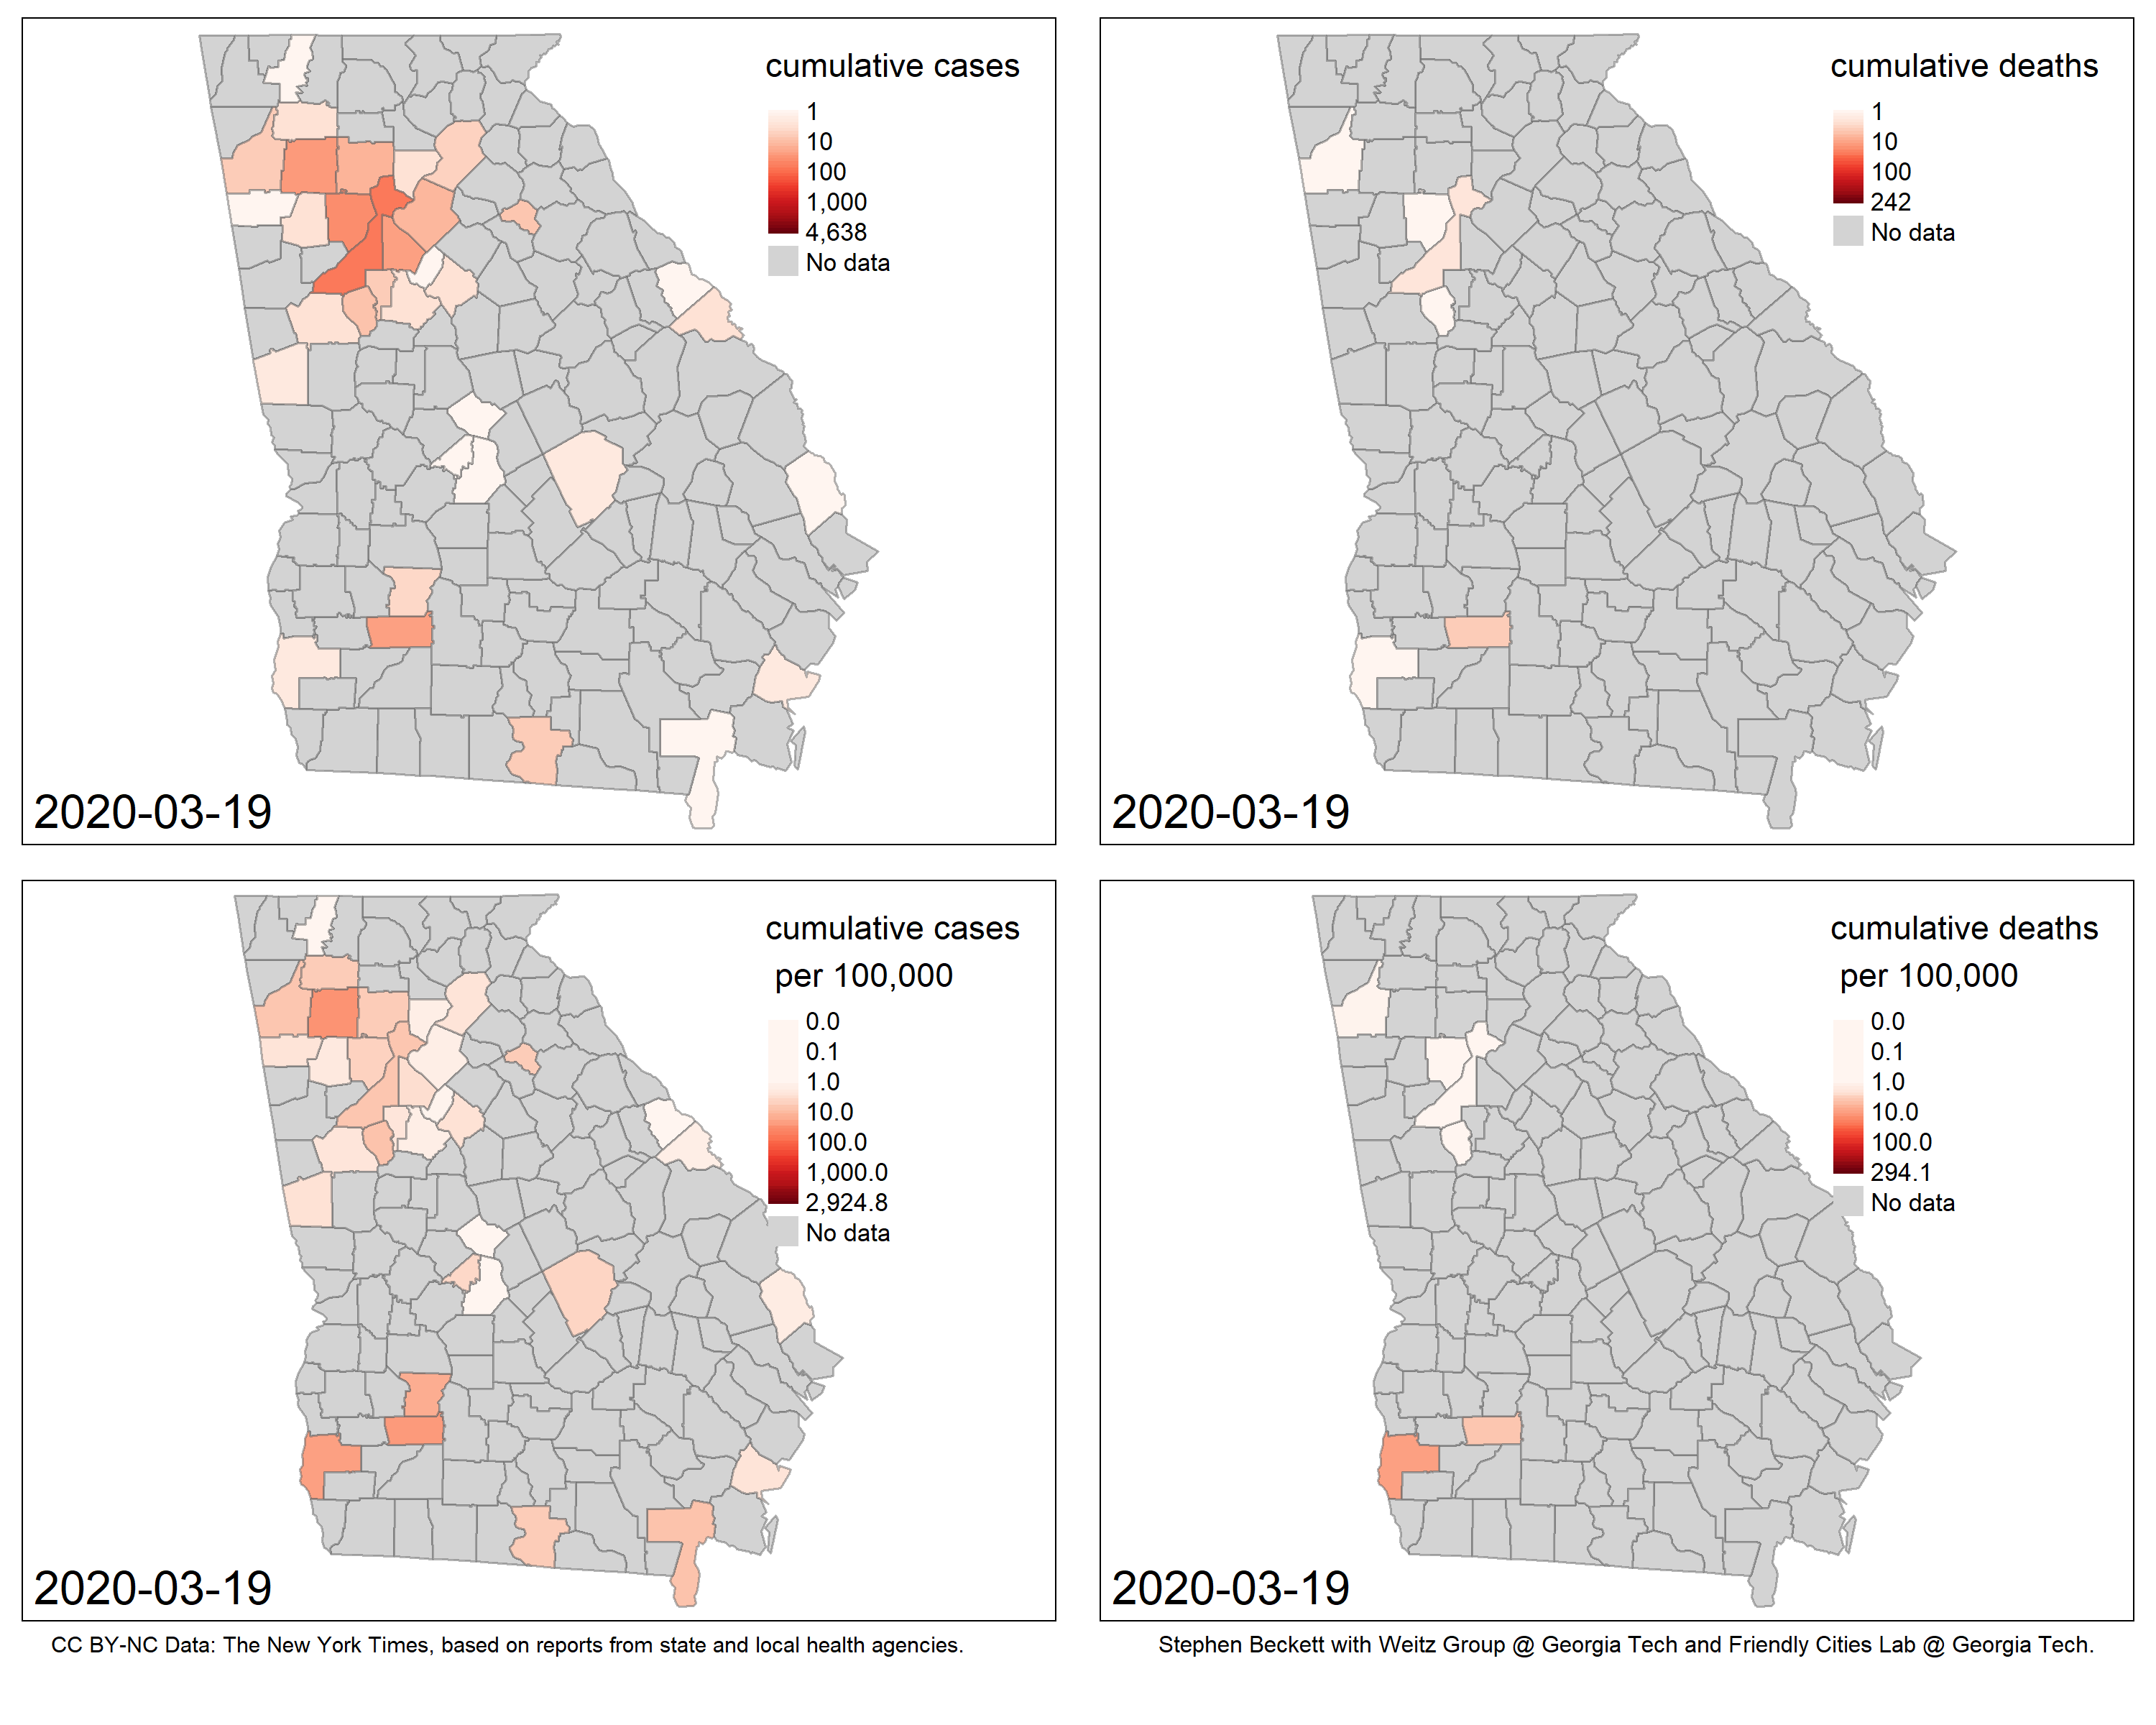 cumulative cases
1
10
100
1,000
4,638
No data
2020-03-19
cumulative deaths
1
10
100
242
No data
2020-03-19
cumulative cases
per 100,000
0.0
0.1
1.0
10.0
100.0
1,000.0
2,924.8
No data
2020-03-19
cumulative deaths
per 100,000
0.0
0.1
1.0
10.0
100.0
294.1
No data
2020-03-19
CC BY-NC Data: The New York Times, based on reports from state and local health agencies.
Stephen Beckett with Weitz Group @ Georgia Tech and Friendly Cities Lab @ Georgia Tech.